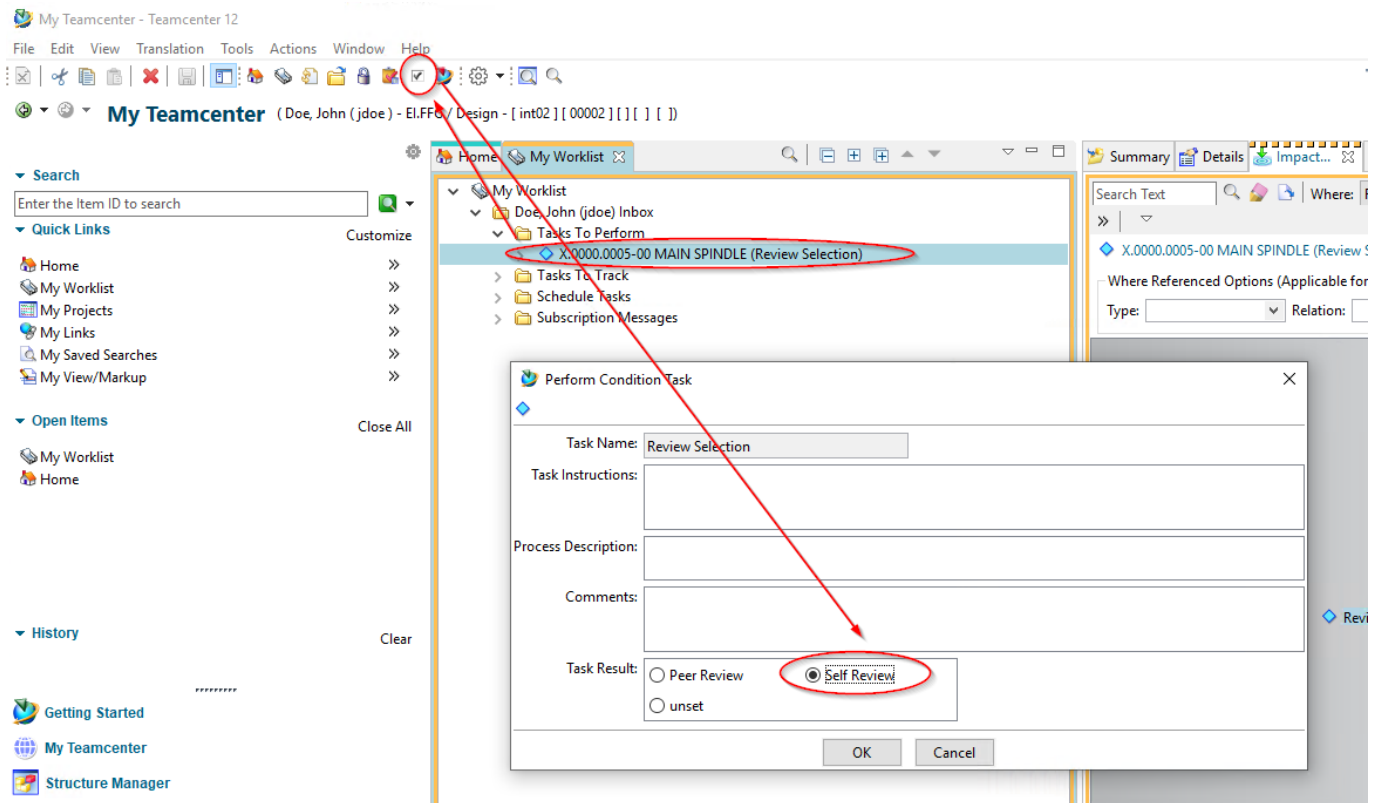 My Teamcenter - Teamcenter 12
File Edit View Translation Tools Actions Window Help
My Teamcenter ( Doe, John ( jdoe ) - EI.FFC / Design - [ int02 ] [ 00002 ] [ ] [ ] [ ])
Home My Worklist
Summary Details Impact...
Search
Enter the Item ID to search
Quick Links Customize
Home
My Worklist
My Projects
My Links
My Saved Searches
My View/Markup
Open Items Close All
My Worklist
Home
History Clear
Getting Started
My Teamcenter
Structure Manager
My Worklist
Doe, John (jdoe) Inbox
Tasks To Perform
X.0000.0005-00 MAIN SPINDLE (Review Selection)
Tasks To Track
Schedule Tasks
Subscription Messages
Search Text Where:
X.0000.0005-00 MAIN SPINDLE (Review S
Where Referenced Options (Applicable for
Type: Relation:
Revi
Perform Condition Task
Task Name: Review Selection
Task Instructions:
Process Description:
Comments:
Task Result: Peer Review Self Review
unset
OK Cancel